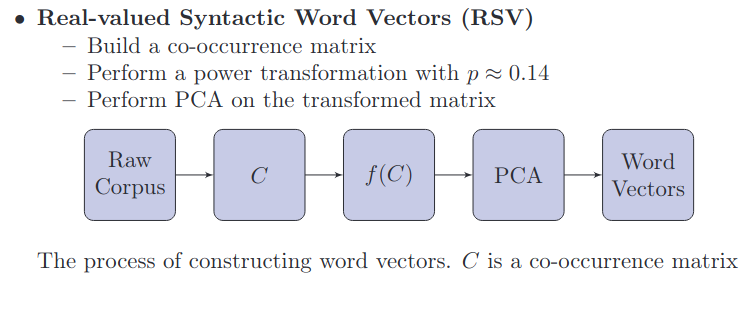 • Real-valued Syntactic Word Vectors (RSV)
– Build a co-occurrence matrix
– Perform a power transformation with p ≈ 0.14
– Perform PCA on the transformed matrix
Raw
Corpus
C
f(C)
PCA
Word
Vectors
The process of constructing word vectors. C is a co-occurrence matrix